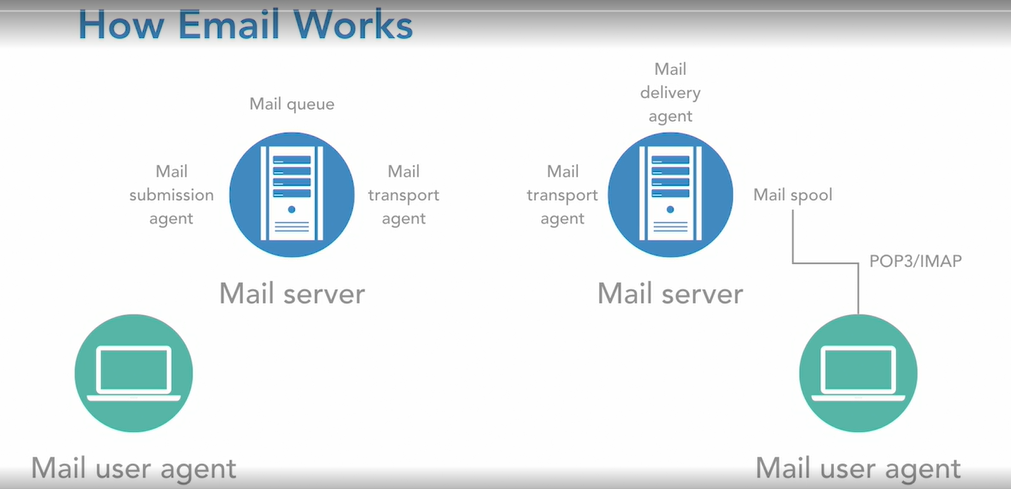 How Email Works
Mail queue
Mail
submission
agent
Mail
transport
agent
Mail server
Mail
delivery
agent
Mail
transport
agent
Mail spool
POP3/IMAP
Mail server
Mail user agent
Mail user agent